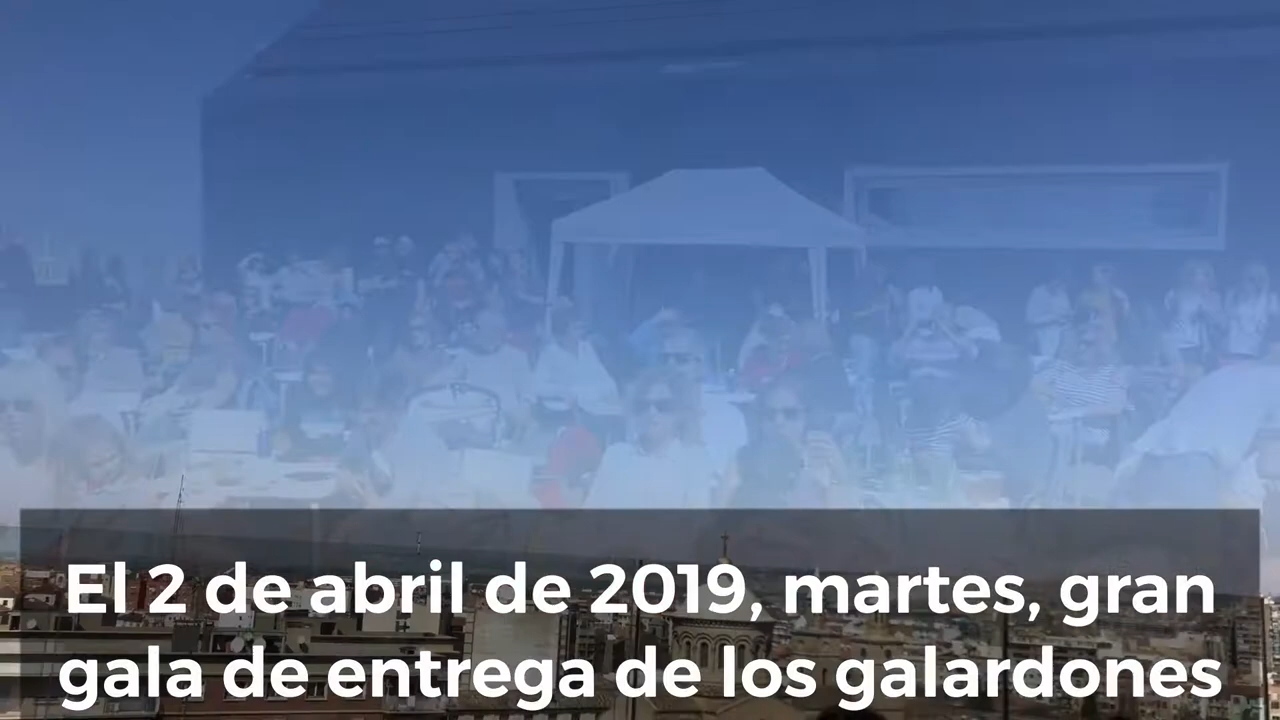 El 2 de abril de 2019, martes, gran
gala de entrega de los galardones